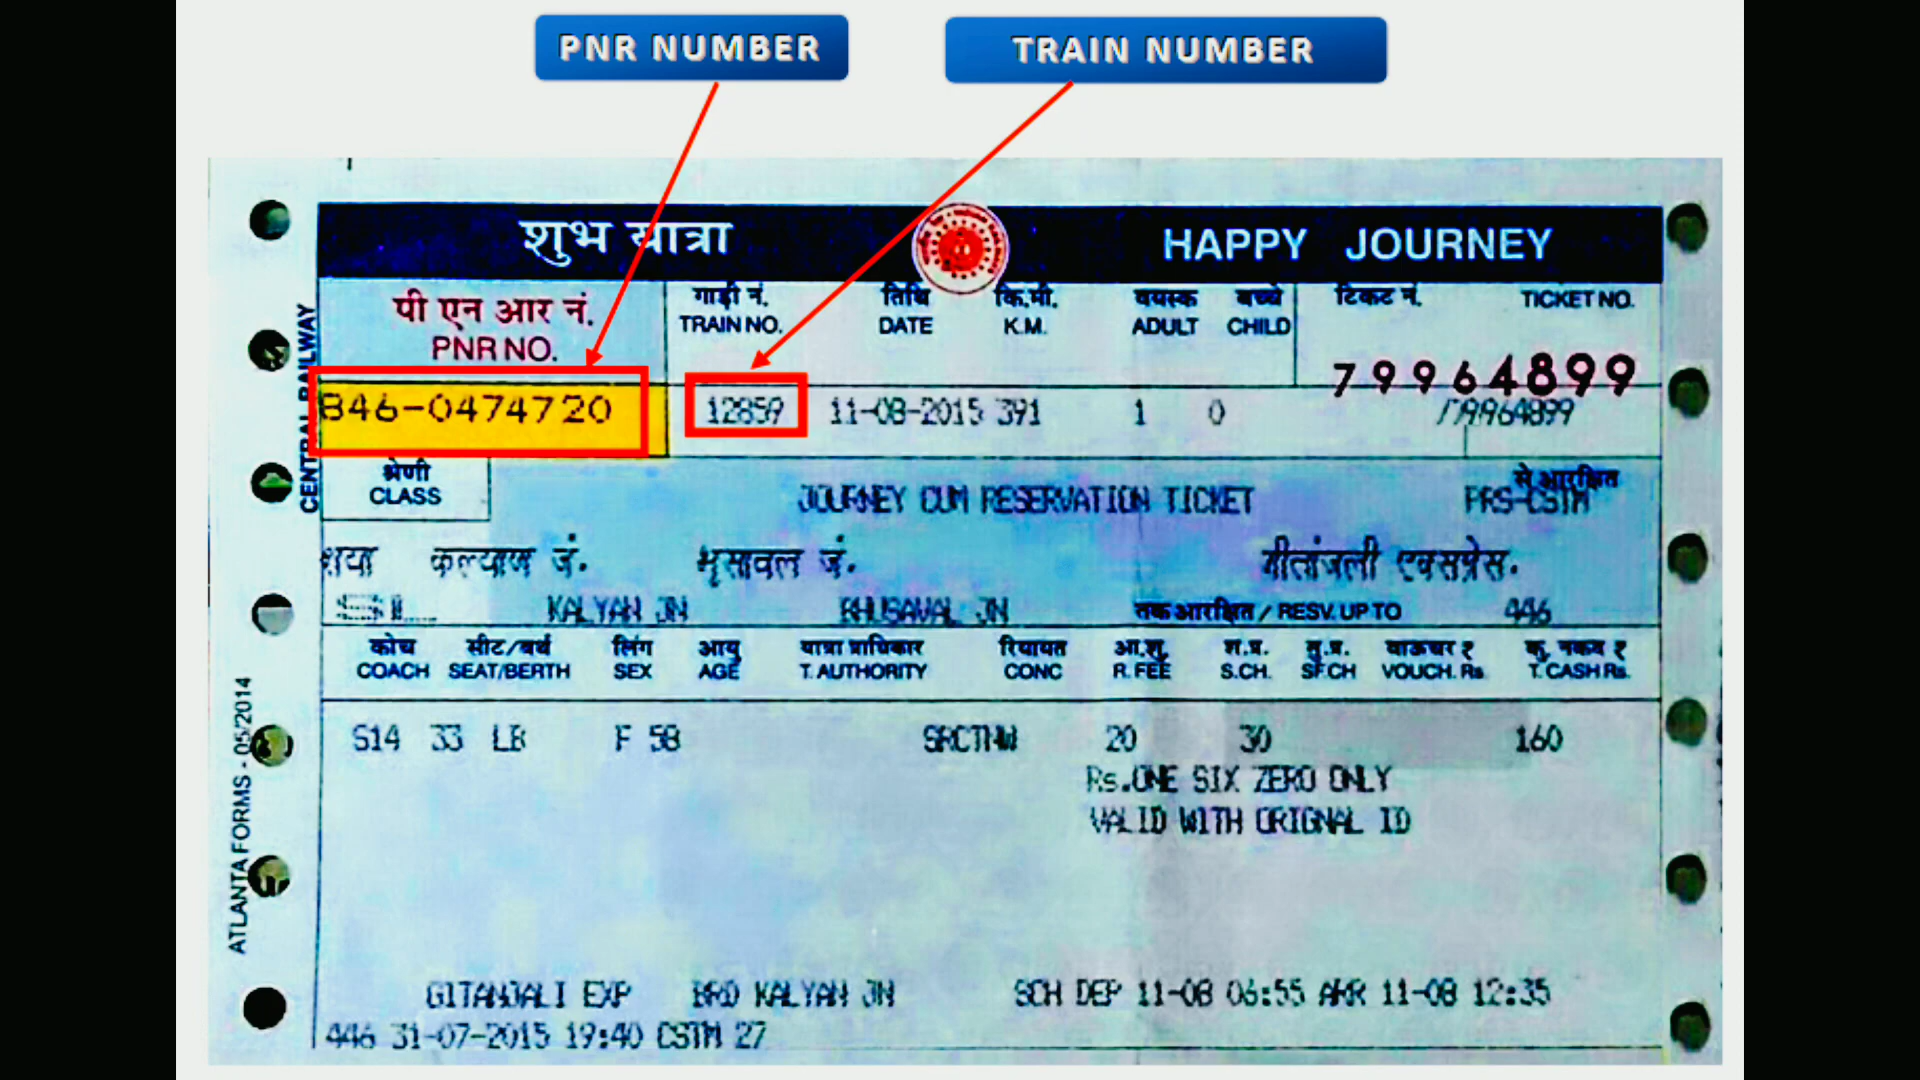 PNR NUMBER TRAIN NUMBER
शुभ यात्रा HAPPY JOURNEY
पी एन आर नं. गाड़ी नं. तिथि कि.मी. वयस्क बच्चे टिकट नं. TICKET NO.
PNR NO. TRAIN NO. DATE K.M. ADULT CHILD
79964899
846-0474720 12859 11-08-2015 391 1 0 79964899
CENTRAL RAILWAY
श्रेणी से आरक्षित
CLASS JOURNEY CUM RESERVATION TICKET PRS-CSTM
कल्याण जं. भुसावल जं. गीतांजली एक्सप्रेस.
SL KALYAN JN BHUSAVAL JN तक आरक्षित / RESV. UP TO 446
कोच सीट/बर्थ लिंग आयु यात्रा प्राधिकार रियायत आ.शु. श.प्र. सु.प्र. वाऊचर ₹ कु. नकद ₹
COACH SEAT/BERTH SEX AGE T. AUTHORITY CONC R. FEE S.CH. SF.CH VOUCH. Rs. T. CASH Rs.
S14 33 LB F 58 SRCTNW 20 30 160
Rs.ONE SIX ZERO ONLY
VALID WITH ORIGNAL ID
ATLANTA FORMS - 05/2014
GITANJALI EXP BRD KALYAN JN SCH DEP 11-08 06:55 ARR 11-08 12:35
446 31-07-2015 19:40 CSTM 27